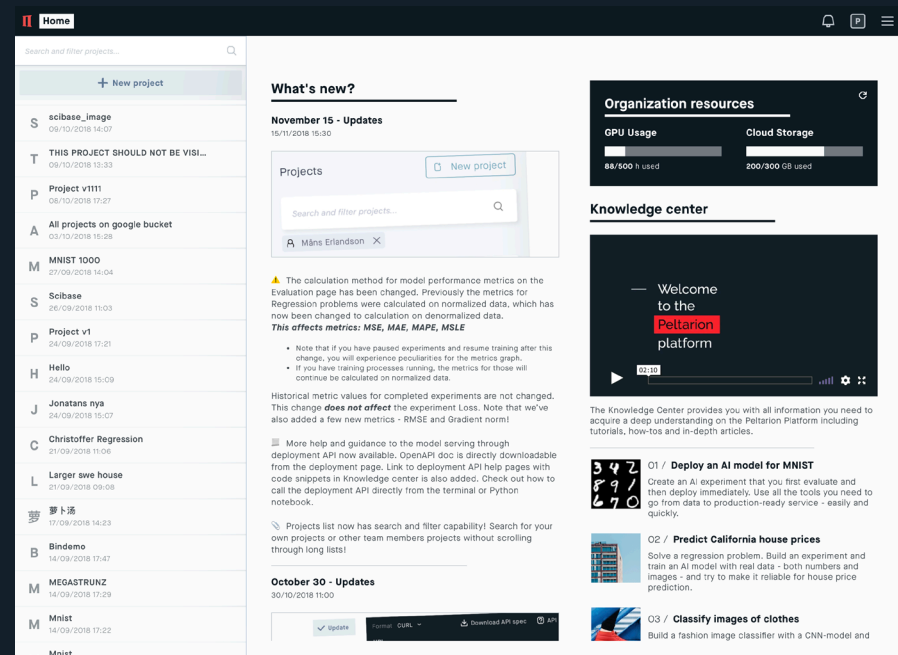 Home
P
Search and filter projects...
+ New project
S scibase_image
09/10/2018 14:07
T THIS PROJECT SHOULD NOT BE VISI...
09/10/2018 13:33
P Project v1111
08/10/2018 17:27
A All projects on google bucket
03/10/2018 15:28
M MNIST 1000
27/09/2018 14:04
S Scibase
26/09/2018 11:03
P Project v1
24/09/2018 17:21
H Hello
24/09/2018 15:09
J Jonatans nya
24/09/2018 15:07
C Christoffer Regression
21/09/2018 11:06
L Larger swe house
21/09/2018 09:08
萝 萝卜汤
17/09/2018 14:23
B Bindemo
14/09/2018 17:47
M MEGASTRUNZ
14/09/2018 17:29
M Mnist
14/09/2018 17:22
Mnist
What's new?
November 15 - Updates
15/11/2018 15:30
Projects
New project
Search and filter projects...
Måns Erlandson
The calculation method for model performance metrics on the
Evaluation page has been changed. Previously the metrics for
Regression problems were calculated on normalized data, which has
now been changed to calculation on denormalized data.
This affects metrics: MSE, MAE, MAPE, MSLE
• Note that if you have paused experiments and resume training after this
change, you will experience peculiarities for the metrics graph.
• If you have training processes running, the metrics for those will
continue be calculated on normalized data.
Historical metric values for completed experiments are not changed.
This change does not affect the experiment Loss. Note that we've
also added a few new metrics - RMSE and Gradient norm!
More help and guidance to the model serving through
deployment API now available. OpenAPI doc is directly downloadable
from the deployment page. Link to deployment API help pages with
code snippets in Knowledge center is also added. Check out how to
call the deployment API directly from the terminal or Python
notebook.
Projects list now has search and filter capability! Search for your
own projects or other team members projects without scrolling
through long lists!
October 30 - Updates
30/10/2018 11:00
Update
Format CURL
Download API spec
API
Organization resources
GPU Usage
88/500 h used
Cloud Storage
200/300 GB used
Knowledge center
Welcome
to the
Peltarion
platform
02:10
The Knowledge Center provides you with all information you need to
acquire a deep understanding on the Peltarion Platform including
tutorials, how-tos and in-depth articles.
3 4 2
8 9 1
6 7 0
01 / Deploy an AI model for MNIST
Create an AI experiment that you first evaluate and
then deploy immediately. Use all the tools you need to
go from data to production-ready service - easily and
quickly.
02 / Predict California house prices
Solve a regression problem. Build an experiment and
train an AI model with real data - both numbers and
images - and try to make it reliable for house price
prediction.
03 / Classify images of clothes
Build a fashion image classifier with a CNN-model and